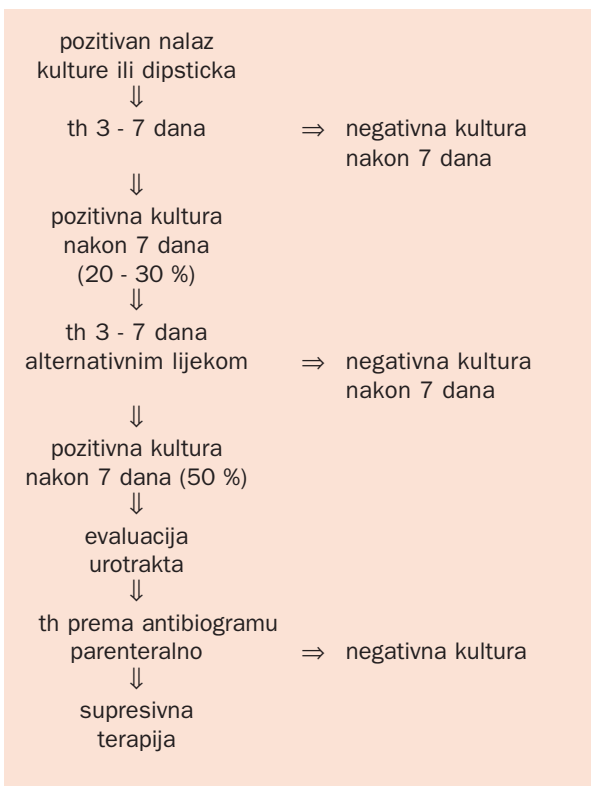 pozitivan nalaz
kulture ili dipsticka
⇓
th 3 - 7 dana ⇒ negativna kultura
nakon 7 dana
⇓
pozitivna kultura
nakon 7 dana
(20 - 30 %)
⇓
th 3 - 7 dana
alternativnim lijekom ⇒ negativna kultura
nakon 7 dana
⇓
pozitivna kultura
nakon 7 dana (50 %)
⇓
evaluacija
urotrakta
⇓
th prema antibiogramu
parenteralno ⇒ negativna kultura
⇓
supresivna
terapija